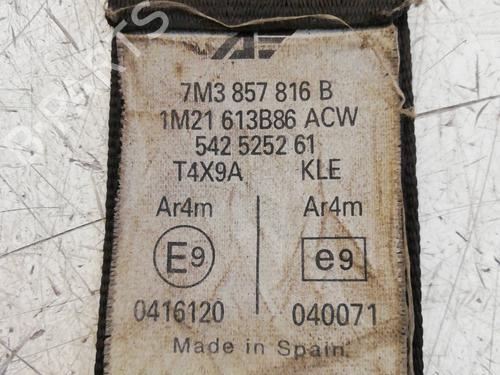 7M3 857 816 B
1M21 613B86 ACW
542 5252 61
T4X9A KLE
Ar4m Ar4m
E9 e9
0416120 040071
Made in Spain